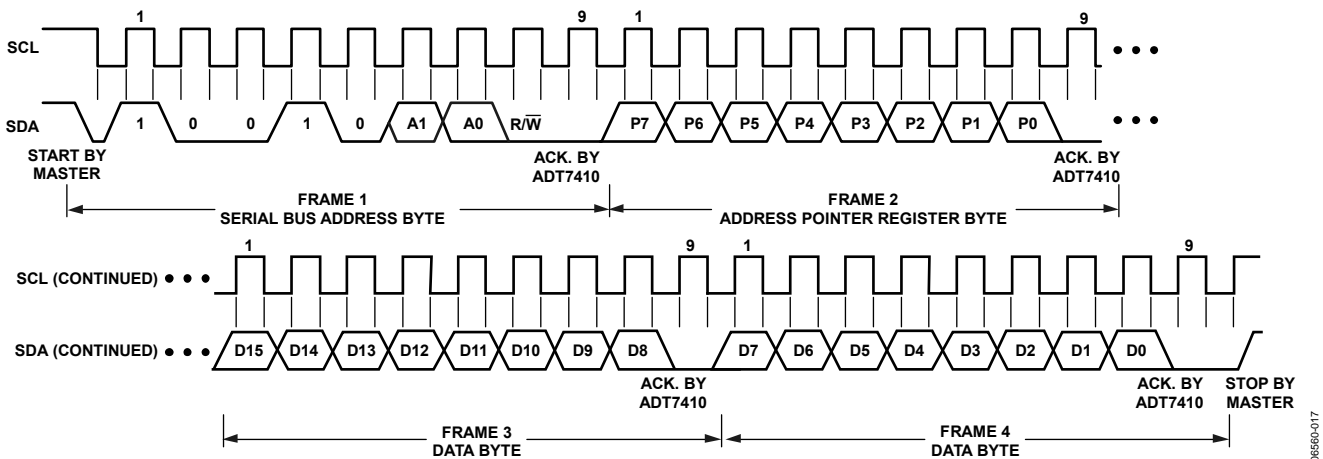 1 9 1 9
SCL
SDA 1 0 0 1 0 A1 A0 R/W̅ P7 P6 P5 P4 P3 P2 P1 P0
START BY MASTER
ACK. BY ADT7410
ACK. BY ADT7410
FRAME 1
SERIAL BUS ADDRESS BYTE
FRAME 2
ADDRESS POINTER REGISTER BYTE
1 9 1 9
SCL (CONTINUED)
SDA (CONTINUED) D15 D14 D13 D12 D11 D10 D9 D8 D7 D6 D5 D4 D3 D2 D1 D0
ACK. BY ADT7410
ACK. BY ADT7410
STOP BY MASTER
FRAME 3
DATA BYTE
FRAME 4
DATA BYTE
06560-017